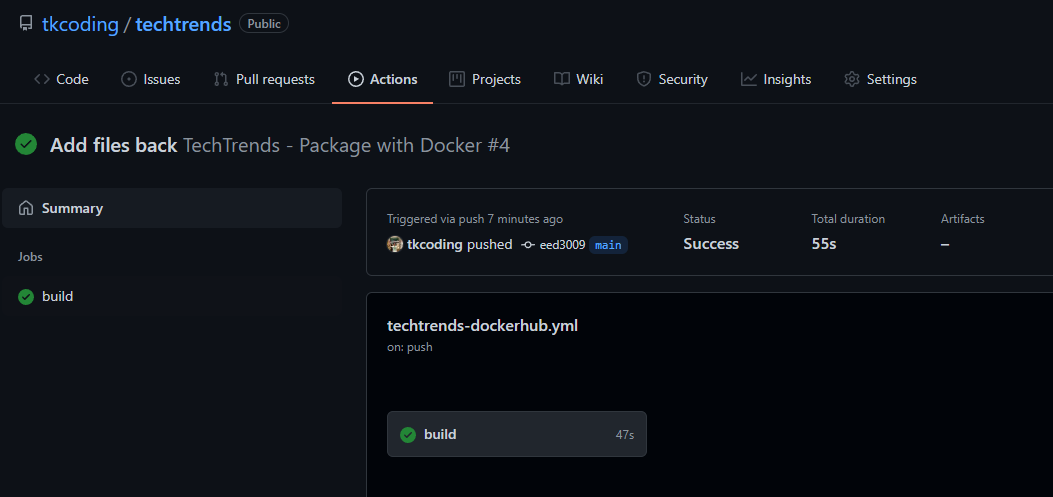 tkcoding / techtrends Public
Code Issues Pull requests Actions Projects Wiki Security Insights Settings
Add files back TechTrends - Package with Docker #4
Summary
Jobs
build
Triggered via push 7 minutes ago Status Total duration Artifacts
tkcoding pushed eed3009 main Success 55s –
techtrends-dockerhub.yml
on: push
build 47s